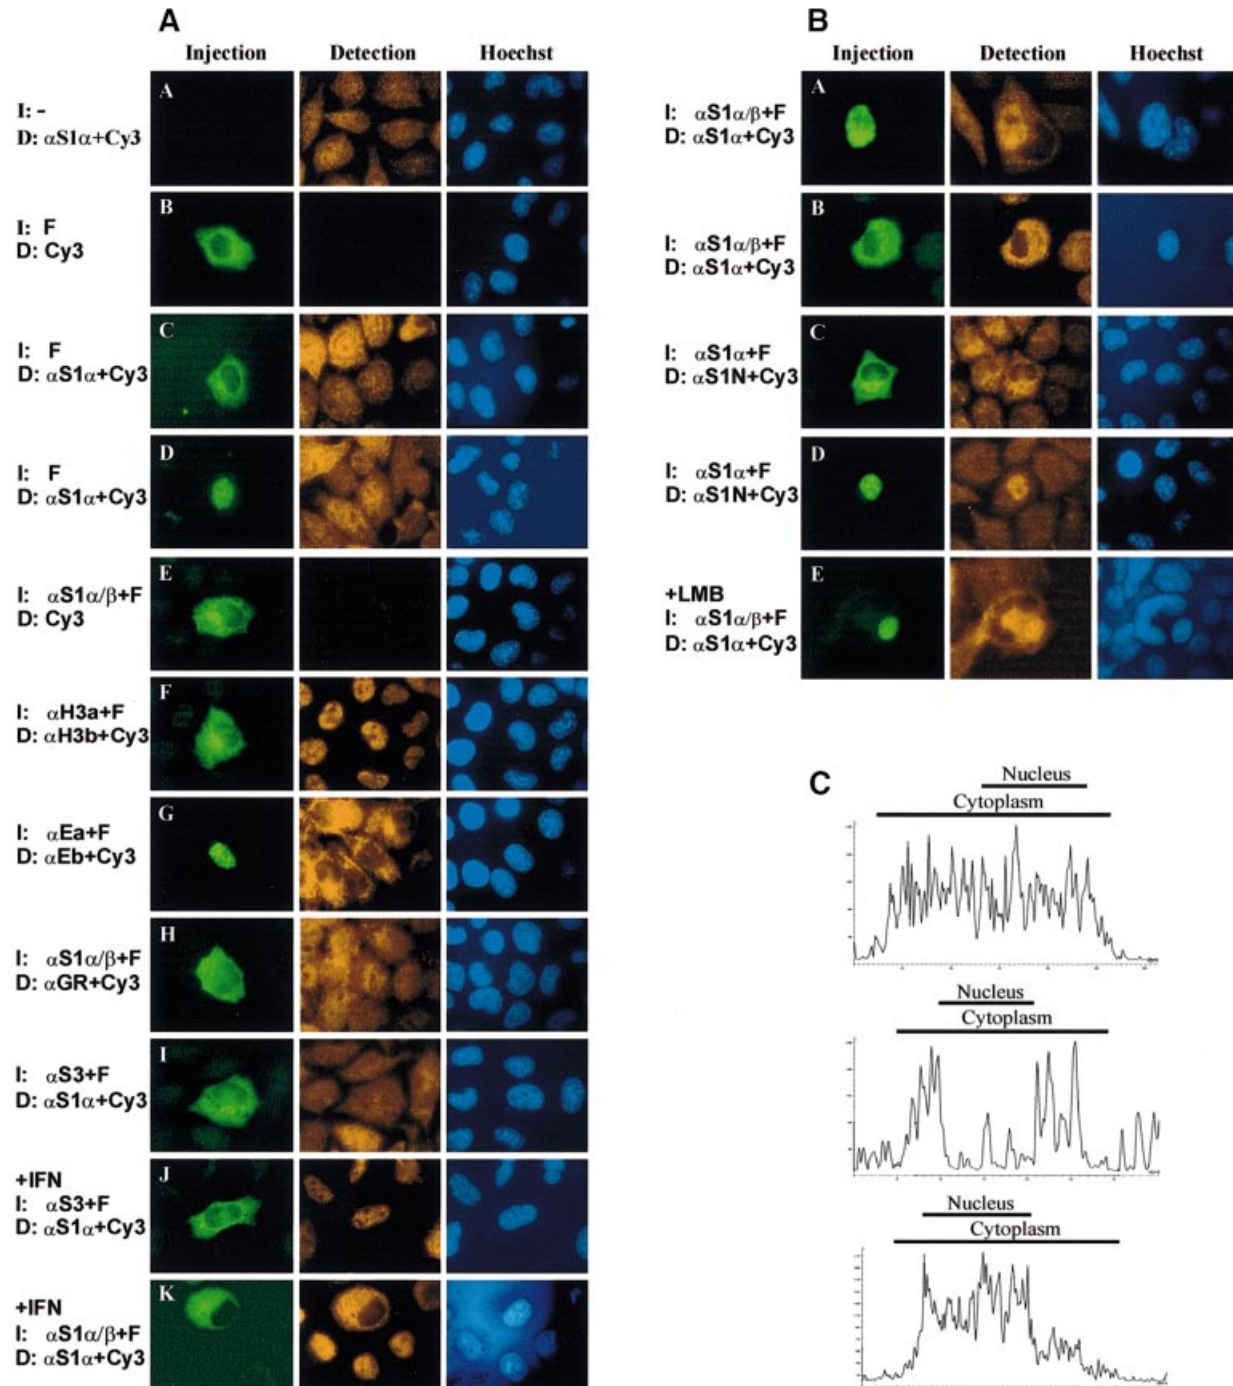 A
Injection Detection Hoechst
A
I: -
D: αS1α+Cy3
B
I: F
D: Cy3
C
I: F
D: αS1α+Cy3
D
I: F
D: αS1α+Cy3
E
I: αS1α/β+F
D: Cy3
F
I: αH3a+F
D: αH3b+Cy3
G
I: αEa+F
D: αEb+Cy3
H
I: αS1α/β+F
D: αGR+Cy3
I
I: αS3+F
D: αS1α+Cy3
J
+IFN
I: αS3+F
D: αS1α+Cy3
K
+IFN
I: αS1α/β+F
D: αS1α+Cy3
B
Injection Detection Hoechst
A
I: αS1α/β+F
D: αS1α+Cy3
B
I: αS1α/β+F
D: αS1α+Cy3
C
I: αS1α+F
D: αS1N+Cy3
D
I: αS1α+F
D: αS1N+Cy3
E
+LMB
I: αS1α/β+F
D: αS1α+Cy3
C
Nucleus
Cytoplasm
Nucleus
Cytoplasm
Nucleus
Cytoplasm